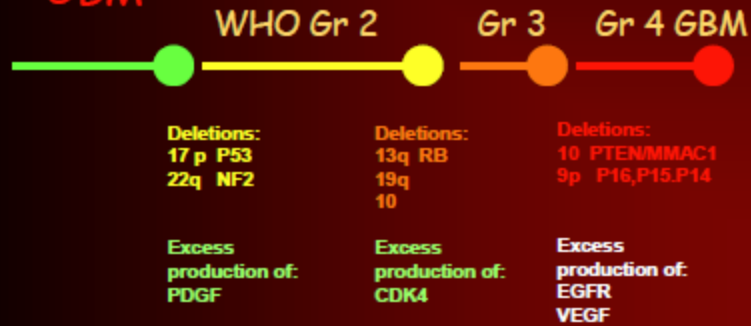 GBM
WHO Gr 2
Gr 3
Gr 4 GBM
Deletions:
17 p P53
22q NF2
Deletions:
13q RB
19q
10
Deletions:
10 PTEN/MMAC1
9p P16,P15.P14
Excess
production of:
PDGF
Excess
production of:
CDK4
Excess
production of:
EGFR
VEGF